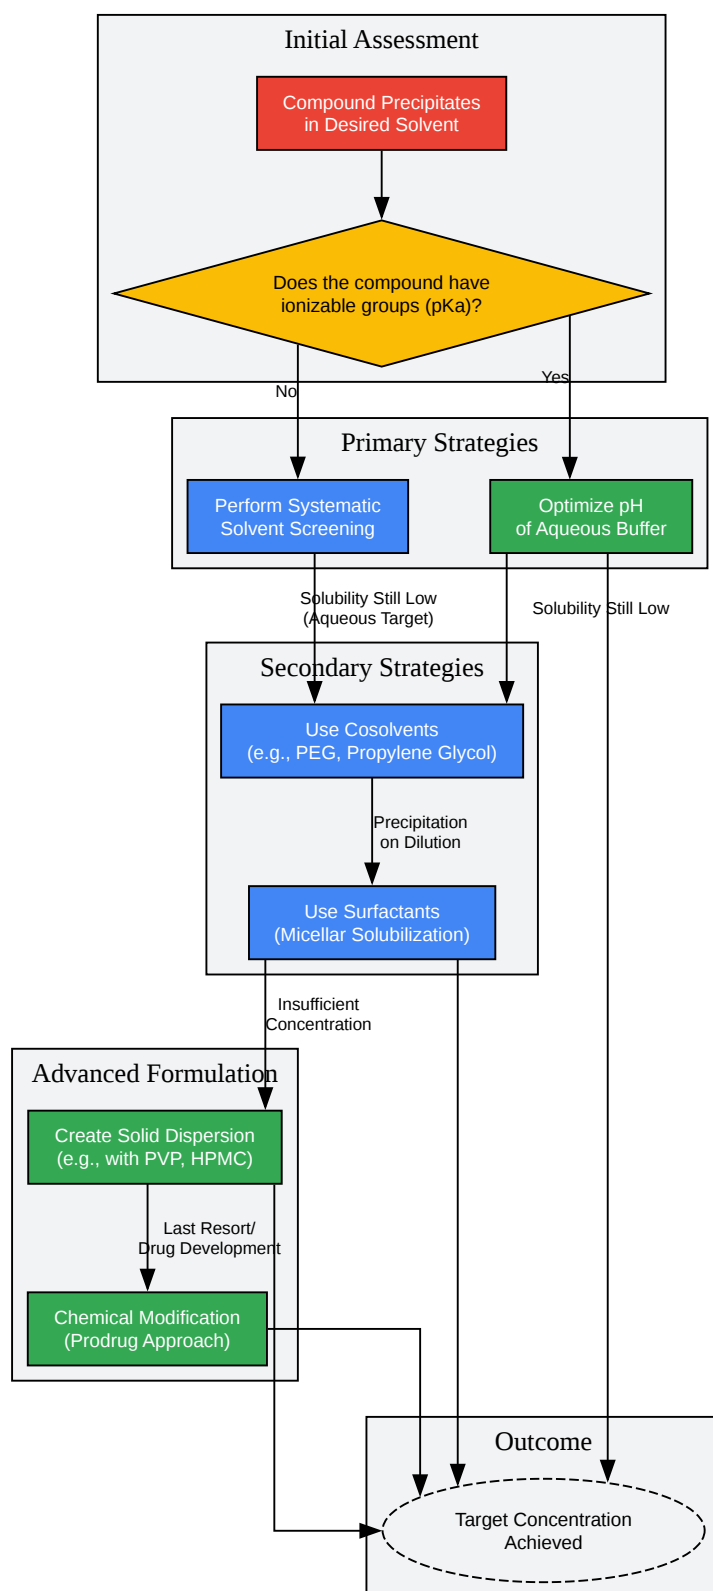 Initial Assessment
Compound Precipitates
in Desired Solvent
Does the compound have
ionizable groups (pKa)?
No
Yes
Primary Strategies
Perform Systematic
Solvent Screening
Optimize pH
of Aqueous Buffer
Solubility Still Low
(Aqueous Target)
Solubility Still Low
Secondary Strategies
Use Cosolvents
(e.g., PEG, Propylene Glycol)
Precipitation
on Dilution
Use Surfactants
(Micellar Solubilization)
Insufficient
Concentration
Advanced Formulation
Create Solid Dispersion
(e.g., with PVP, HPMC)
Last Resort/
Drug Development
Chemical Modification
(Prodrug Approach)
Outcome
Target Concentration
Achieved